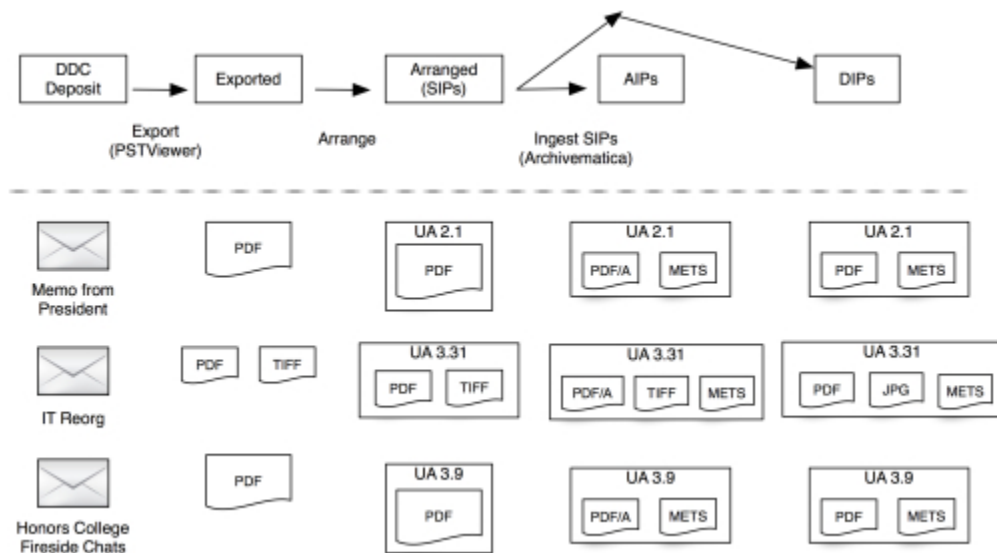 DDC
Deposit
Exported
Arranged
(SIPs)
AIPs
DIPs
Export
(PSTViewer)
Arrange
Ingest SIPs
(Archivematica)
Memo from
President
PDF
UA 2.1
PDF
UA 2.1
PDF/A
METS
UA 2.1
PDF
METS
IT Reorg
PDF
TIFF
UA 3.31
PDF
TIFF
UA 3.31
PDF/A
TIFF
METS
UA 3.31
PDF
JPG
METS
Honors College
Fireside Chats
PDF
UA 3.9
PDF
UA 3.9
PDF/A
METS
UA 3.9
PDF
METS